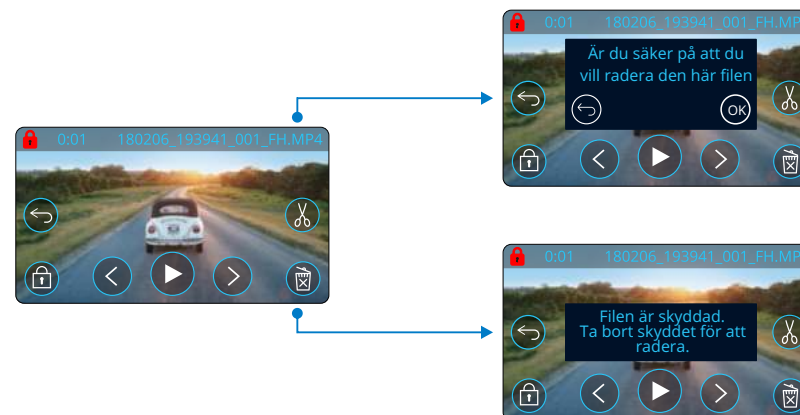 0:01 180206_193941_001_FH.MP
Är du säker på att du
vill radera den här filen
OK
0:01 180206_193941_001_FH.MP4
0:01 180206_193941_001_FH.MP
Filen är skyddad.
Ta bort skyddet för att
radera.